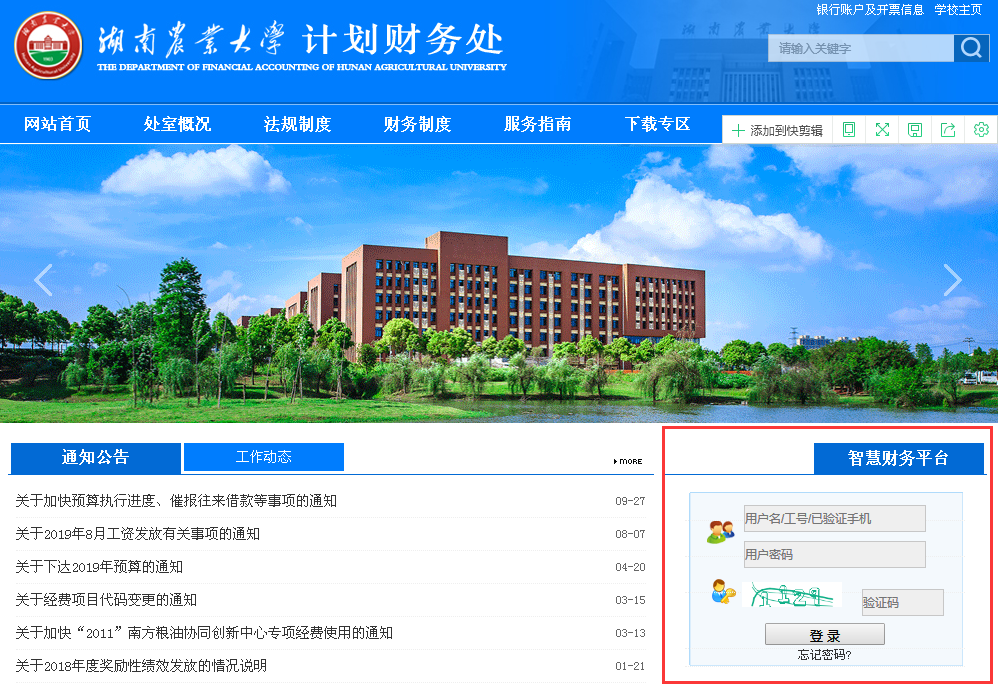 银行账户及开票信息 学校主页
湖南农业大学 计划财务处
THE DEPARTMENT OF FINANCIAL ACCOUNTING OF HUNAN AGRICULTURAL UNIVERSITY
请输入关键字
网站首页 处室概况 法规制度 财务制度 服务指南 下载专区
添加到快剪辑
通知公告 工作动态 MORE
关于加快预算执行进度、催报往来借款等事项的通知 09-27
关于2019年8月工资发放有关事项的通知 08-07
关于下达2019年预算的通知 04-20
关于经费项目代码变更的通知 03-15
关于加快“2011”南方粮油协同创新中心专项经费使用的通知 03-13
关于2018年度奖励性绩效发放的情况说明 01-21
智慧财务平台
用户名/工号/已验证手机
用户密码
验证码
登 录
忘记密码?